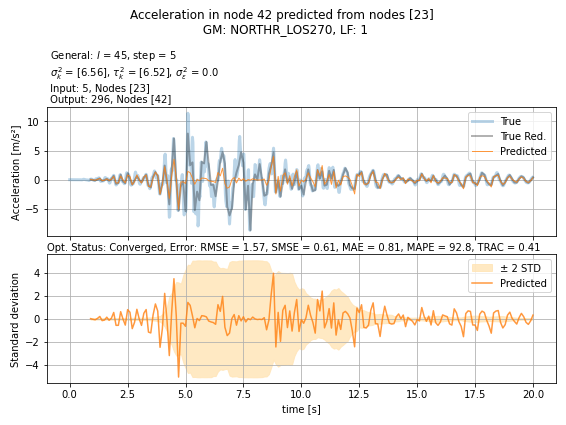 Acceleration in node 42 predicted from nodes [23]
GM: NORTHR_LOS270, LF: 1
General: l = 45, step = 5
σ²ₖ = [6.56], τ²ₖ = [6.52], σ²ε = 0.0
Input: 5, Nodes [23]
Output: 296, Nodes [42]
Acceleration [m/s²]
10
5
0
−5
True
True Red.
Predicted
Opt. Status: Converged, Error: RMSE = 1.57, SMSE = 0.61, MAE = 0.81, MAPE = 92.8, TRAC = 0.41
Standard deviation
4
2
0
−2
−4
± 2 STD
Predicted
0.0 2.5 5.0 7.5 10.0 12.5 15.0 17.5 20.0
time [s]